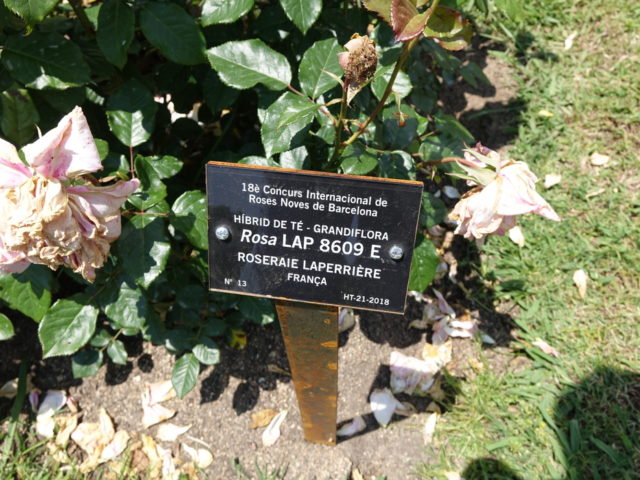 18è Concurs Internacional de
Roses Noves de Barcelona
HÍBRID DE TÉ - GRANDIFLORA
Rosa LAP 8609 E
ROSERAIE LAPERRIÈRE
FRANÇA
Nº 13
HT-21-2018